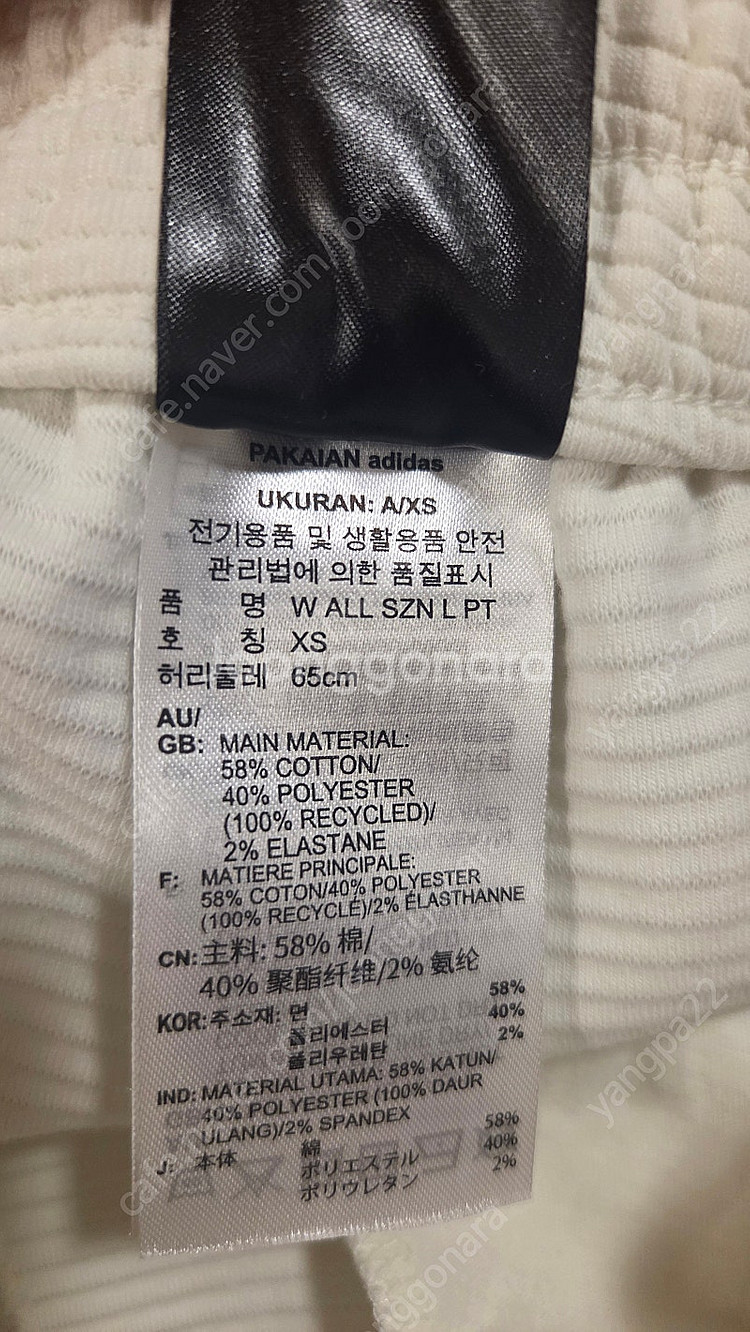 PAKAIAN adidas
UKURAN: A/XS
전기용품 및 생활용품 안전
관리법에 의한 품질표시
품 명 W ALL SZN L PT
호 칭 XS
허리둘레 65cm
AU/
GB: MAIN MATERIAL:
58% COTTON/
40% POLYESTER
(100% RECYCLED)/
2% ELASTANE
F: MATIERE PRINCIPALE:
58% COTON/40% POLYESTER
(100% RECYCLÉ)/2% ÉLASTHANNE
CN: 主料: 58% 棉/
40% 聚酯纤维/2% 氨纶
KOR: 주소재: 면 58%
폴리에스터 40%
폴리우레탄 2%
IND: MATERIAL UTAMA: 58% KATUN/
40% POLYESTER (100% DAUR
ULANG)/2% SPANDEX
J: 本体 綿 58%
ポリエステル 40%
ポリウレタン 2%
cafe.naver.com/joonggonara
yangpa22